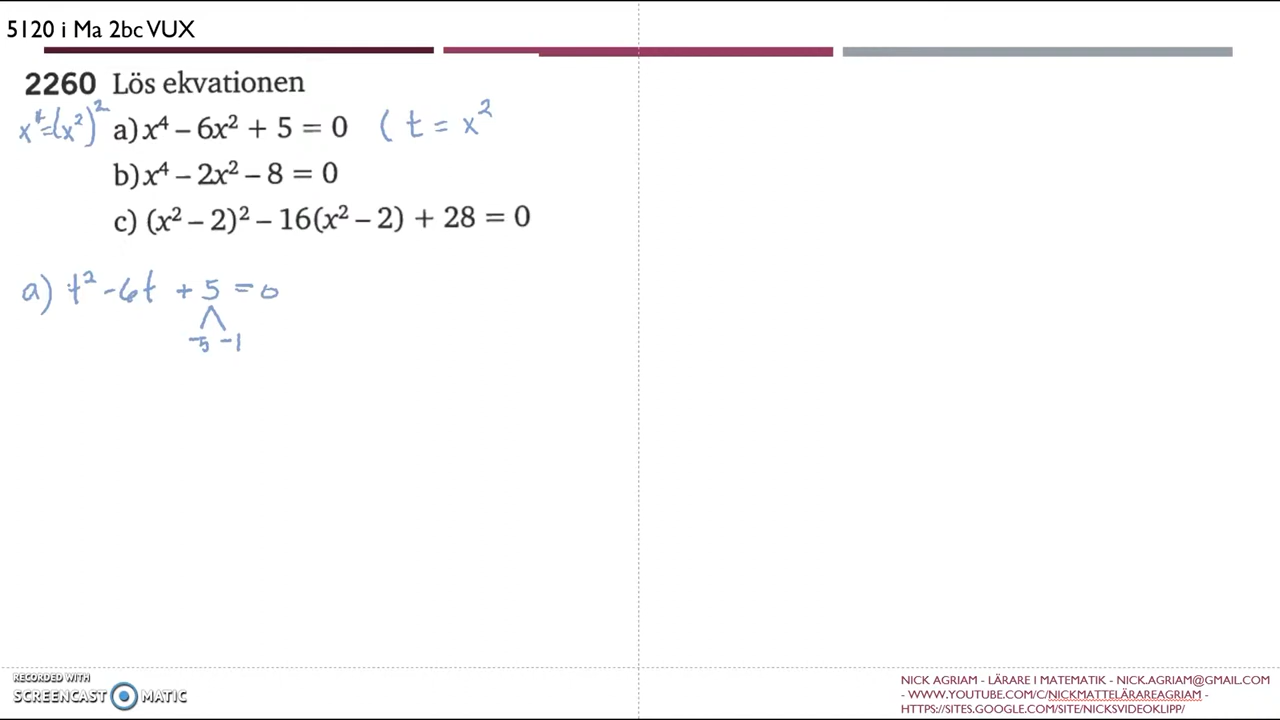 5120 i Ma 2bc VUX
2260 Lös ekvationen
x⁴=(x²)² a) x⁴ – 6x² + 5 = 0 ( t = x²
b) x⁴ – 2x² – 8 = 0
c) (x² – 2)² – 16(x² – 2) + 28 = 0
a) t² -6t + 5 = 0
-5 -1
RECORDED WITH
SCREENCAST MATIC
NICK AGRIAM - LÄRARE I MATEMATIK - NICK.AGRIAM@GMAIL.COM
- WWW.YOUTUBE.COM/C/NICKMATTELÄRAREAGRIAM -
HTTPS://SITES.GOOGLE.COM/SITE/NICKSVIDEOKLIPP/